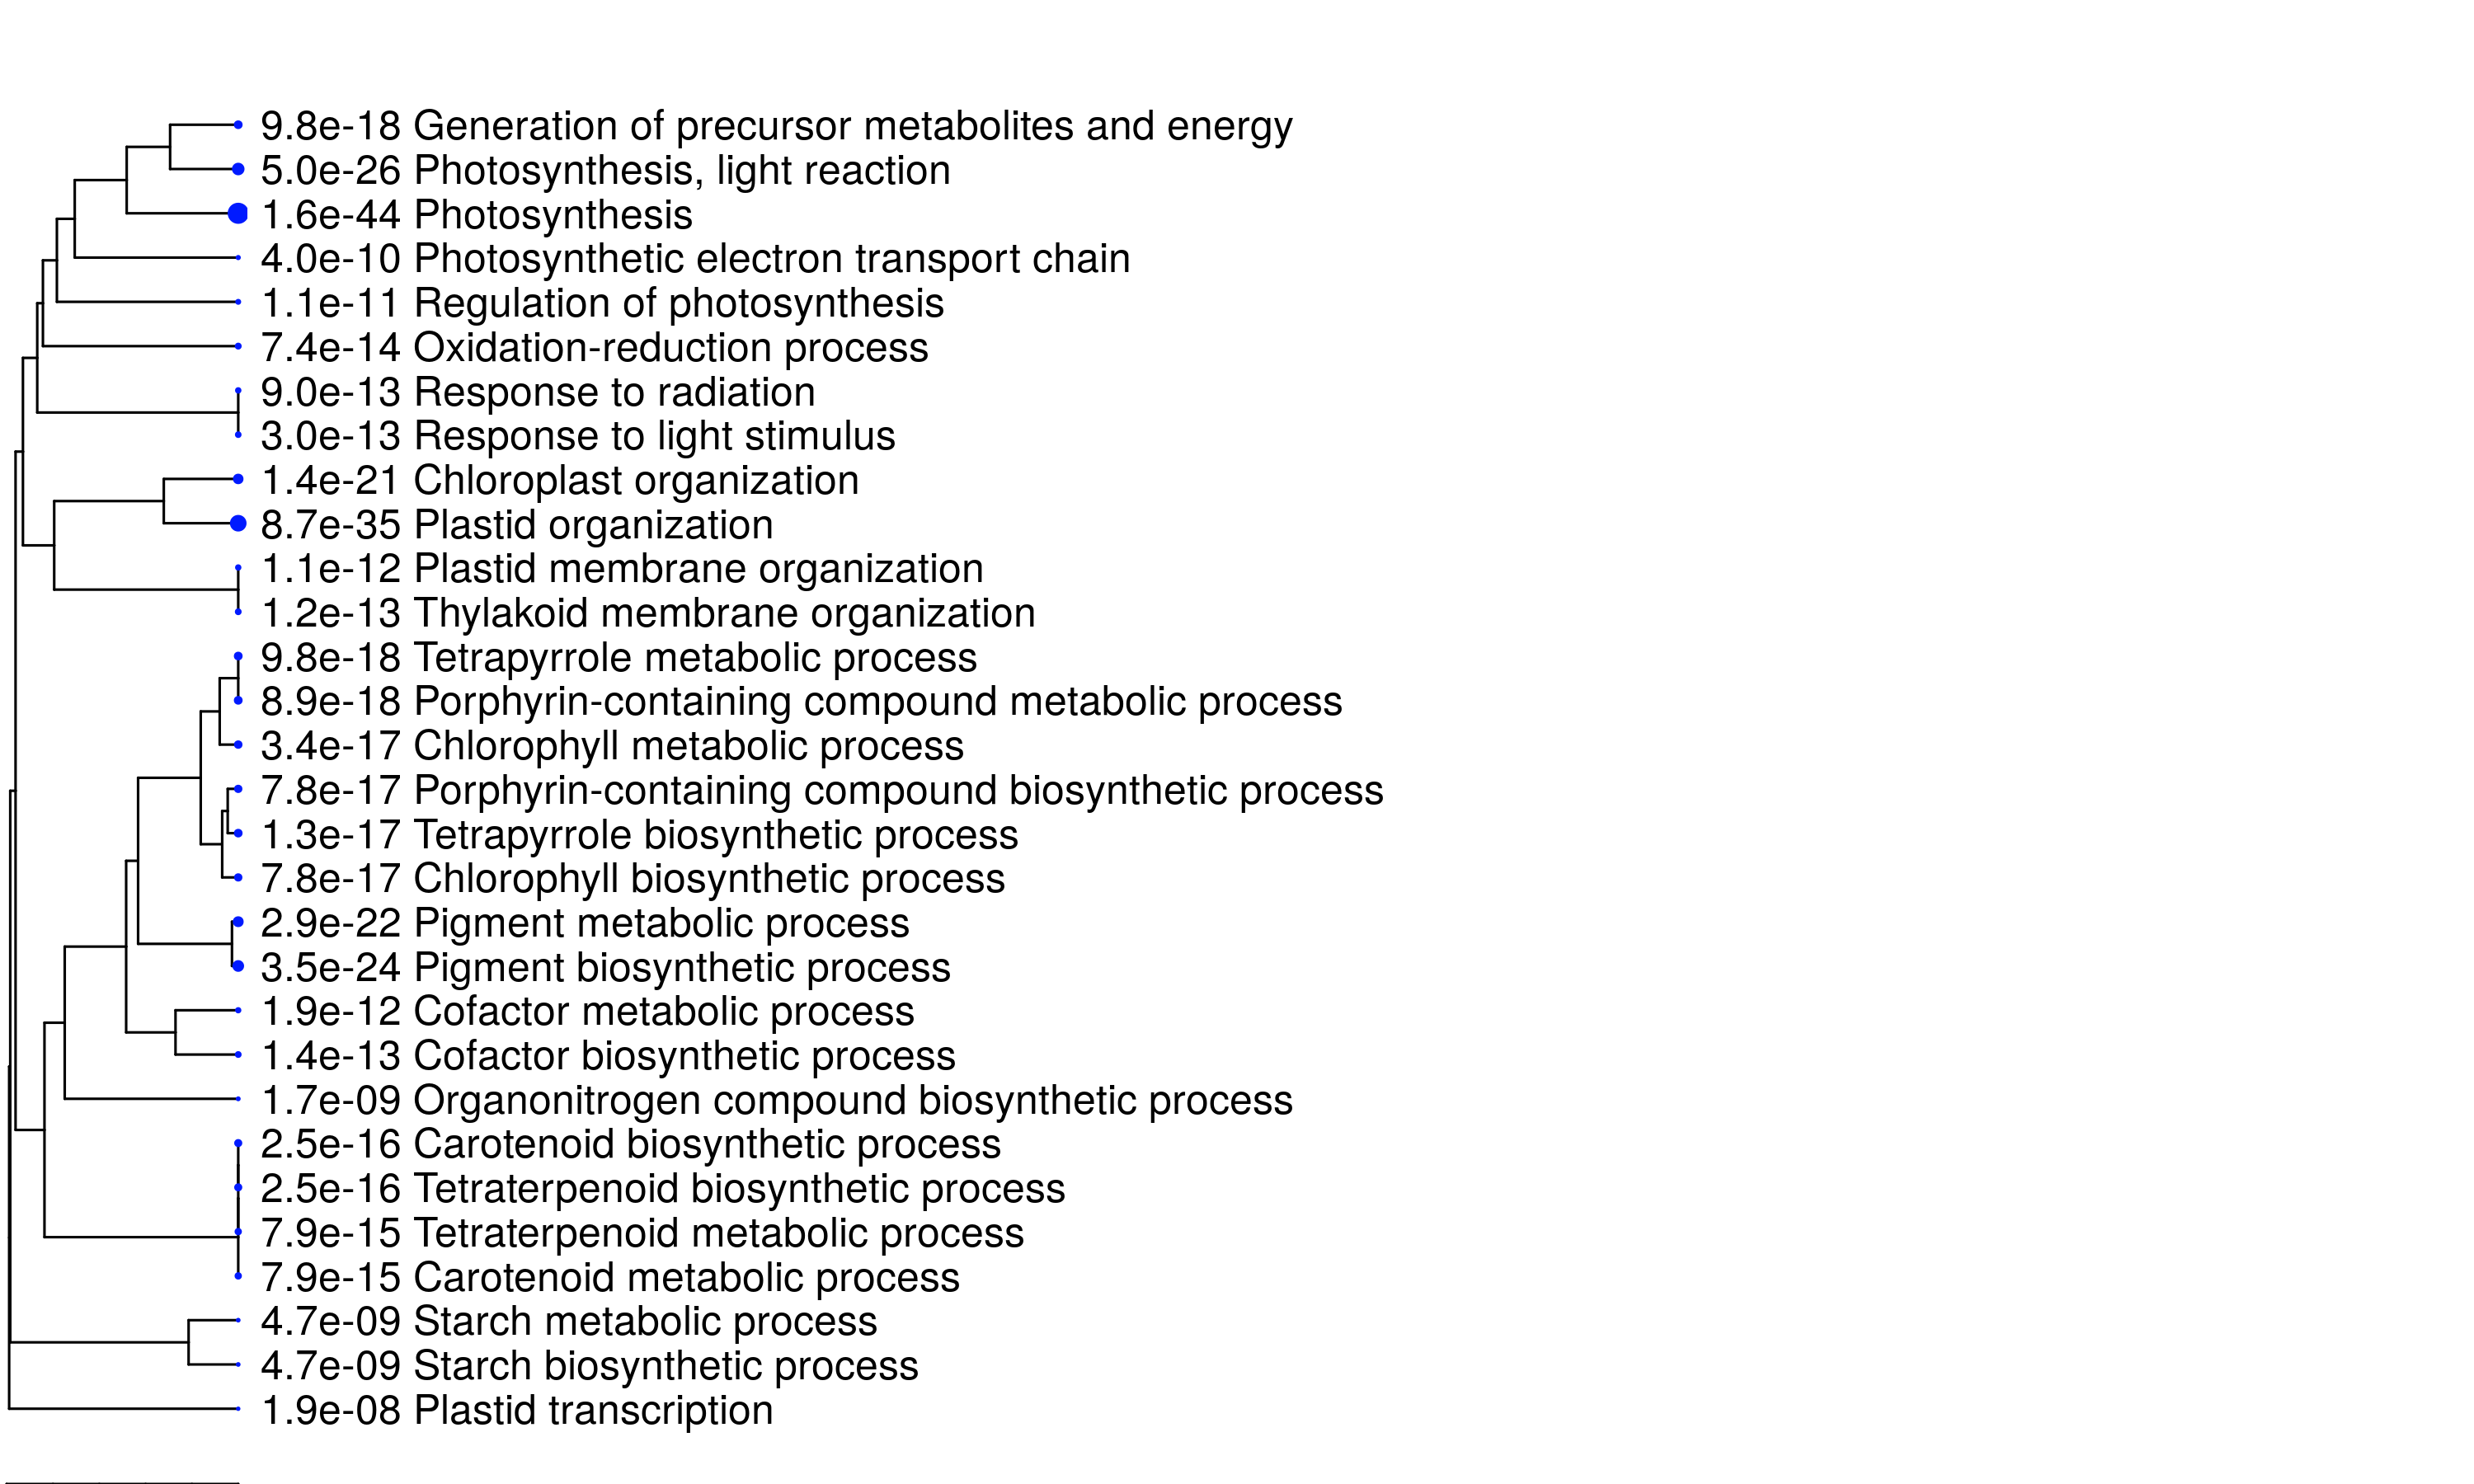 9.8e-18 Generation of precursor metabolites and energy
5.0e-26 Photosynthesis, light reaction
1.6e-44 Photosynthesis
4.0e-10 Photosynthetic electron transport chain
1.1e-11 Regulation of photosynthesis
7.4e-14 Oxidation-reduction process
9.0e-13 Response to radiation
3.0e-13 Response to light stimulus
1.4e-21 Chloroplast organization
8.7e-35 Plastid organization
1.1e-12 Plastid membrane organization
1.2e-13 Thylakoid membrane organization
9.8e-18 Tetrapyrrole metabolic process
8.9e-18 Porphyrin-containing compound metabolic process
3.4e-17 Chlorophyll metabolic process
7.8e-17 Porphyrin-containing compound biosynthetic process
1.3e-17 Tetrapyrrole biosynthetic process
7.8e-17 Chlorophyll biosynthetic process
2.9e-22 Pigment metabolic process
3.5e-24 Pigment biosynthetic process
1.9e-12 Cofactor metabolic process
1.4e-13 Cofactor biosynthetic process
1.7e-09 Organonitrogen compound biosynthetic process
2.5e-16 Carotenoid biosynthetic process
2.5e-16 Tetraterpenoid biosynthetic process
7.9e-15 Tetraterpenoid metabolic process
7.9e-15 Carotenoid metabolic process
4.7e-09 Starch metabolic process
4.7e-09 Starch biosynthetic process
1.9e-08 Plastid transcription